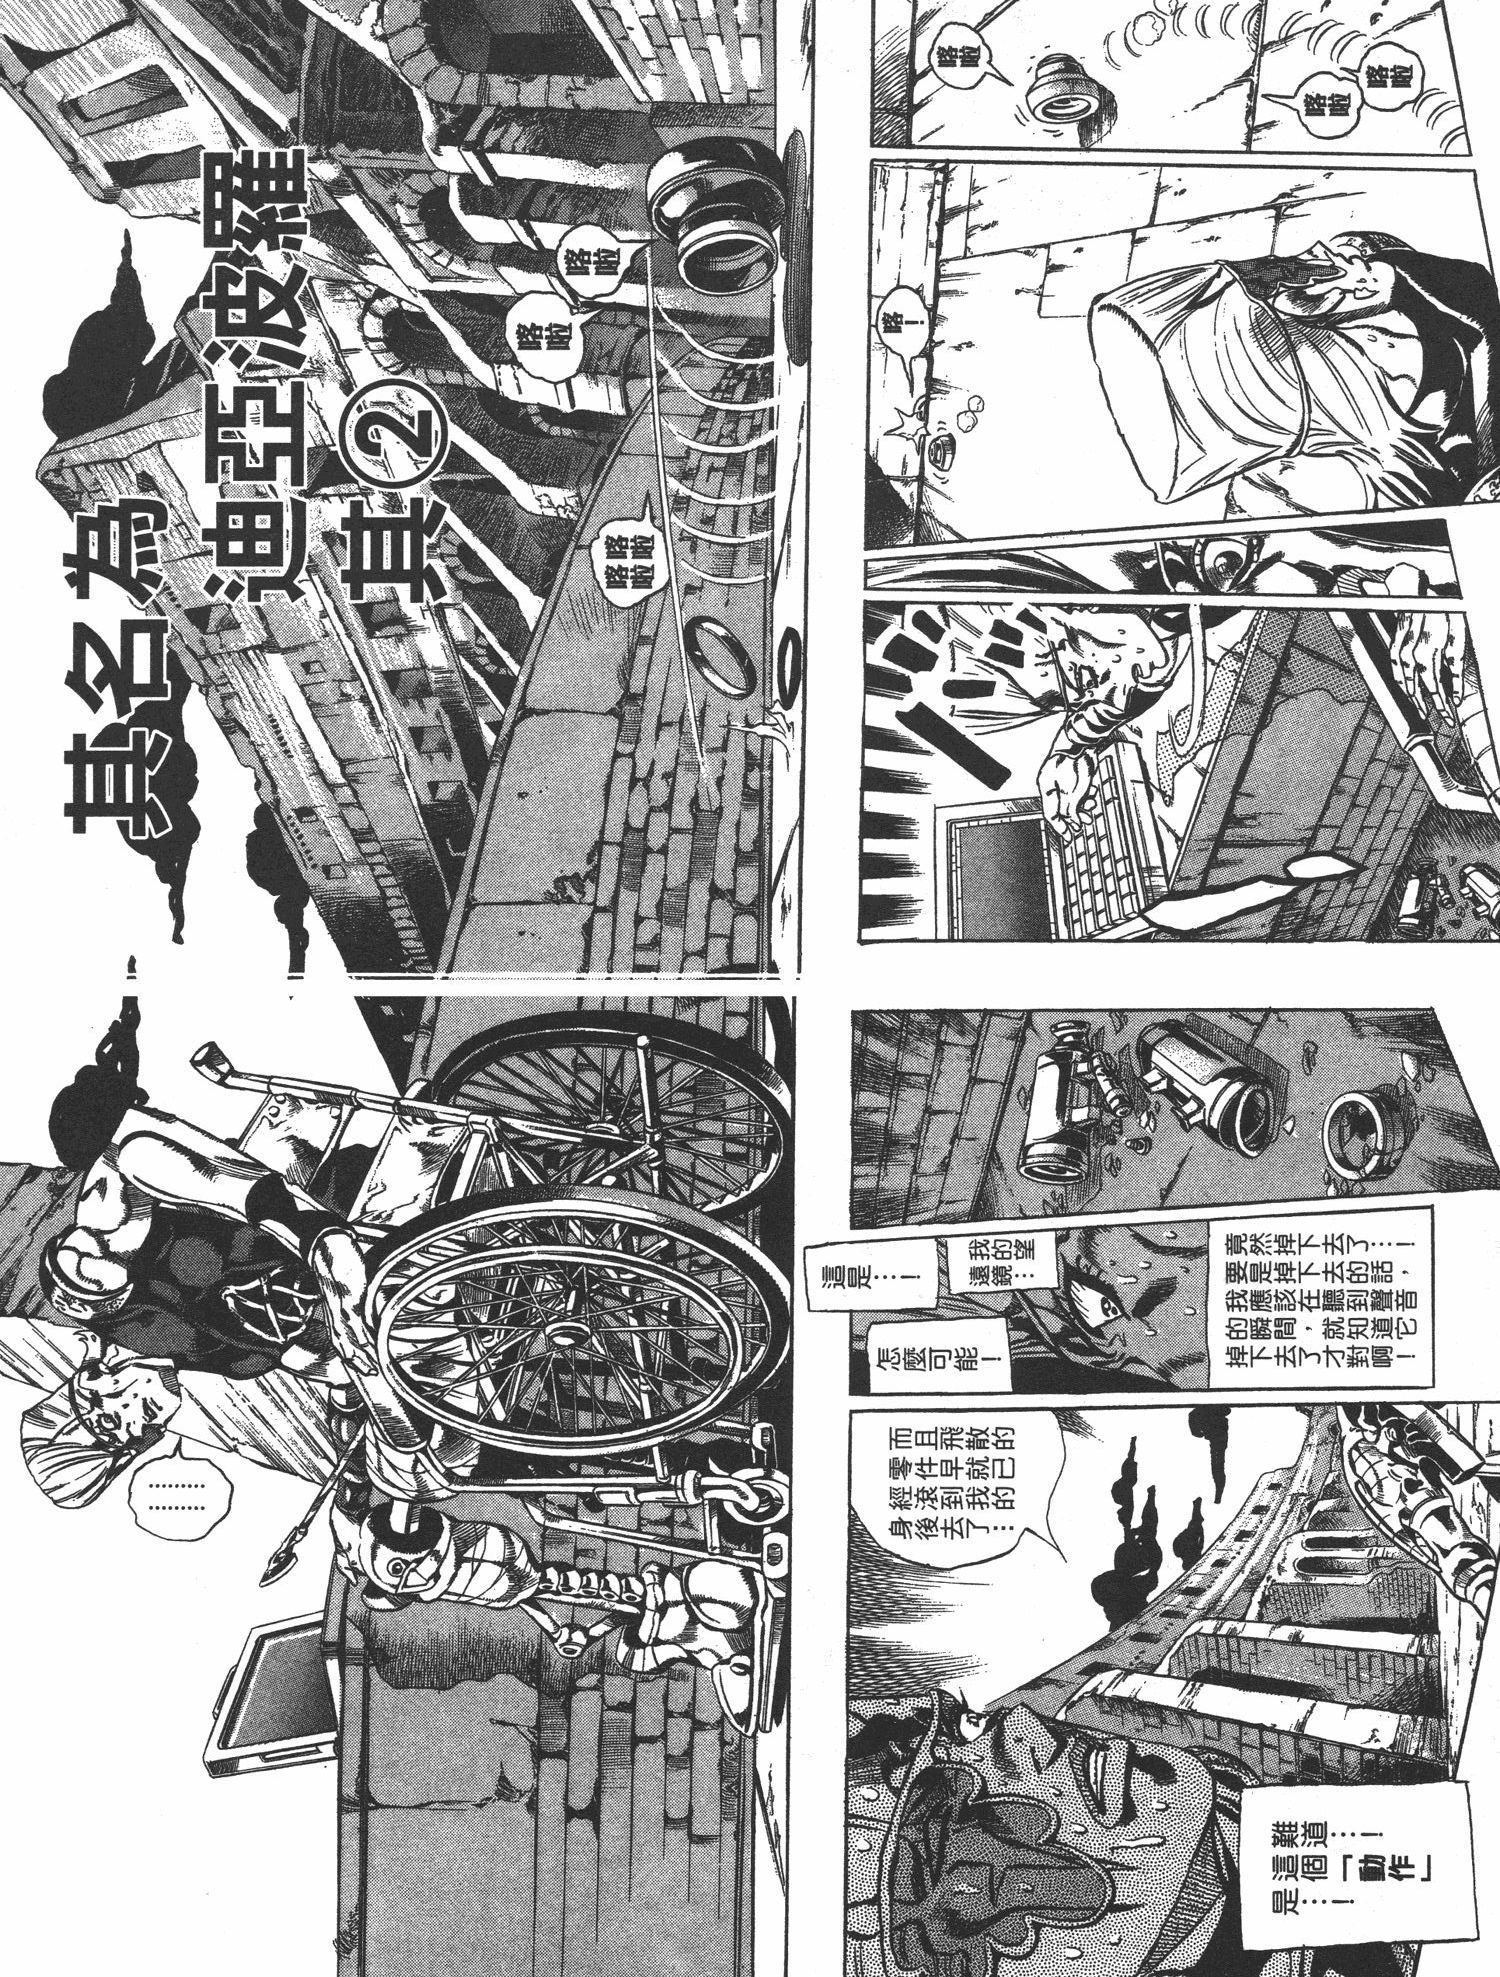 其名為
迪亞波羅
其②
喀啦
喀啦
喀啦
喀啦
………
………
喀啦
喀啦
喀啦
喀！
這是…！
我的望
遠鏡…
怎麼可能！
竟然掉下去了…！
要是掉下去的話，
我應該在聽到聲音
的瞬間，就知道它
掉下去了才對啊！
而且飛散的
零件早就已
經滾到我的
身後去了…
難道…！
這個「動作」
是…！